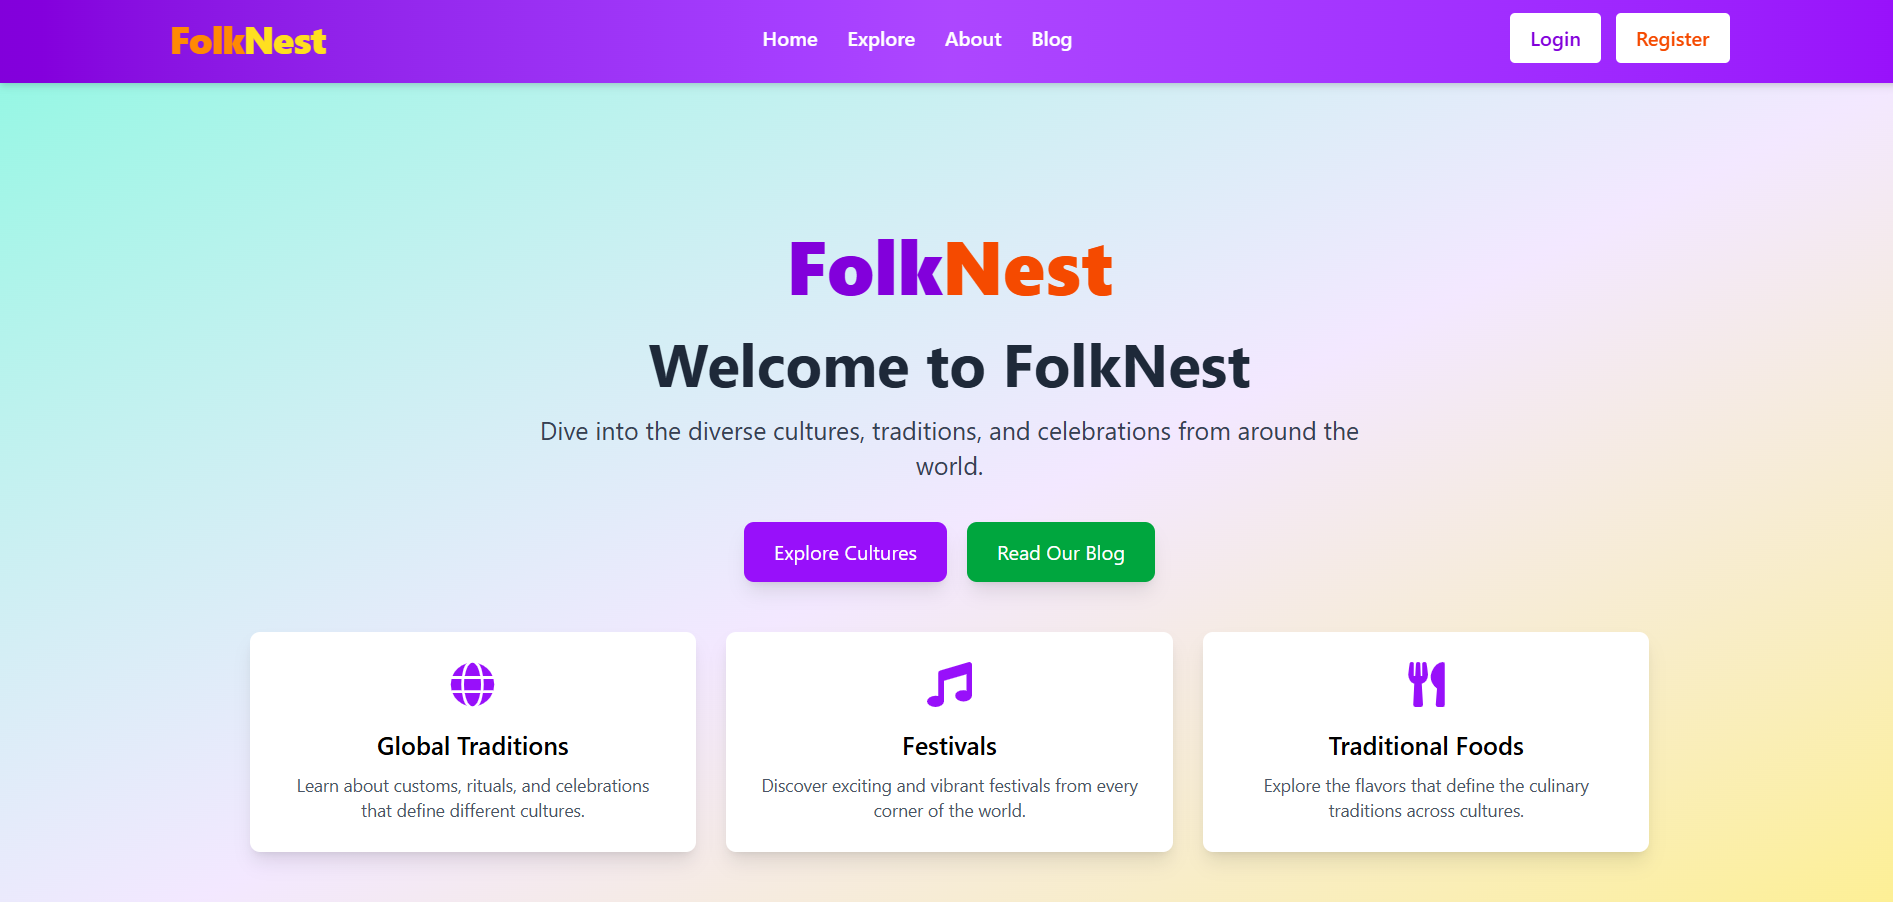 FolkNest
Home Explore About Blog
Login Register
FolkNest
Welcome to FolkNest
Dive into the diverse cultures, traditions, and celebrations from around the
world.
Explore Cultures
Read Our Blog
Global Traditions
Learn about customs, rituals, and celebrations
that define different cultures.
Festivals
Discover exciting and vibrant festivals from every
corner of the world.
Traditional Foods
Explore the flavors that define the culinary
traditions across cultures.